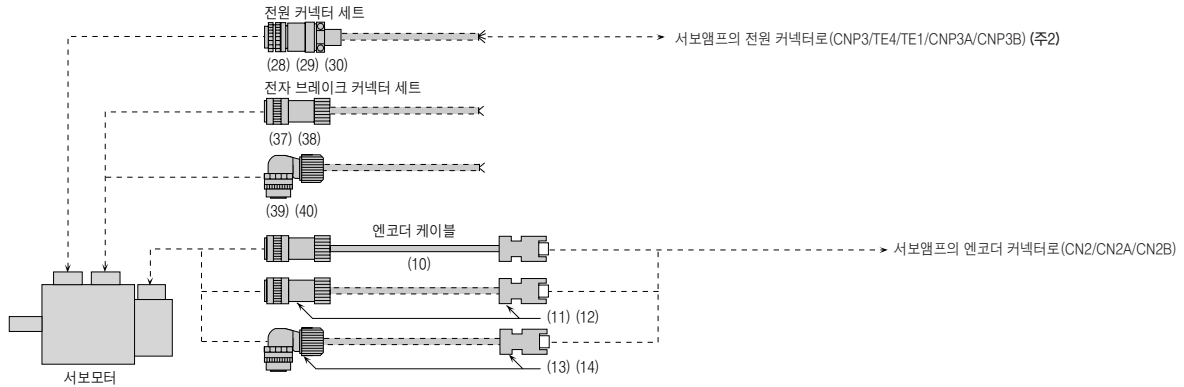 전원 커넥터 세트
서보앰프의 전원 커넥터로(CNP3/TE4/TE1/CNP3A/CNP3B) (주2)
(28) (29) (30)
전자 브레이크 커넥터 세트
(37) (38)
(39) (40)
엔코더 케이블
서보앰프의 엔코더 커넥터로(CN2/CN2A/CN2B)
(10)
(11) (12)
(13) (14)
서보모터